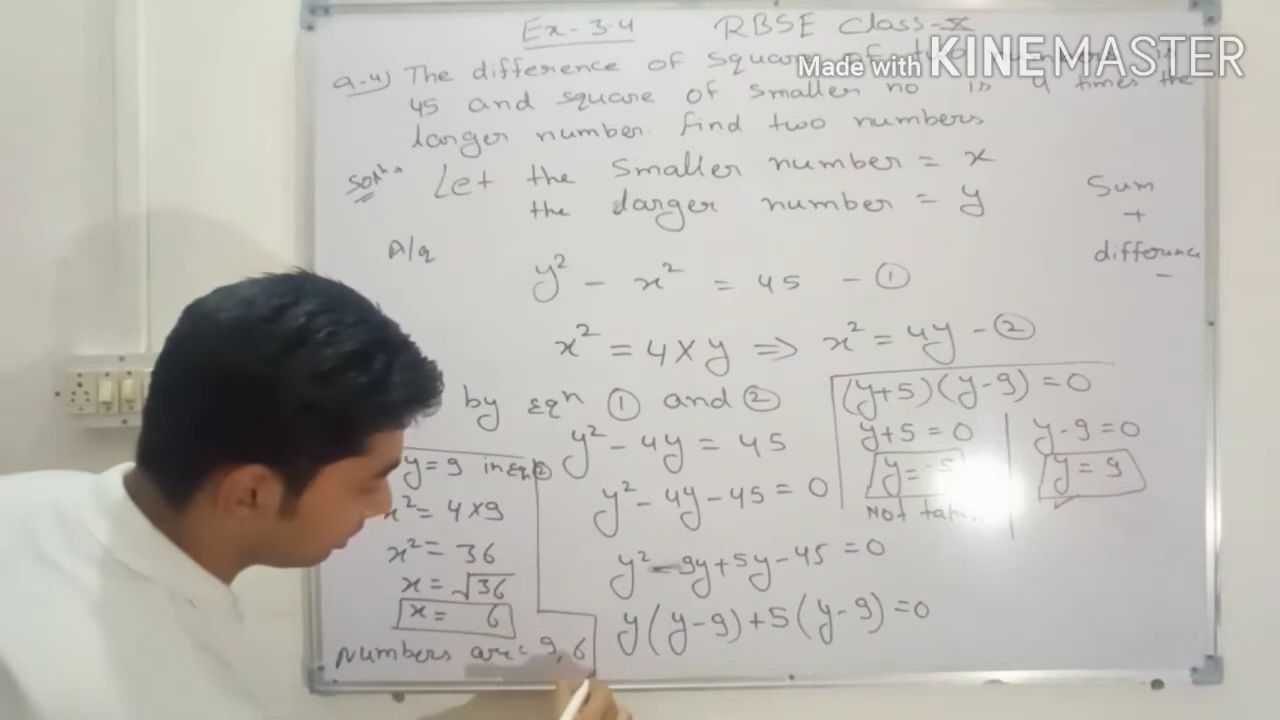 Ex-3.4 RBSE Class-X
Made with KINEMASTER
Q-4) The difference of square
45 and square of smaller no is 4 times the
larger number. find two numbers
Solⁿ Let the smaller number = x
the larger number = y
Sum
+
difference
-
A/q
y² - x² = 45 - ①
x² = 4×y ⇒ x² = 4y - ②
by eqⁿ ① and ②
y² - 4y = 45
y² - 4y - 45 = 0
y² - 9y + 5y - 45 = 0
y(y-9)+5(y-9)=0
(y+5)(y-9) = 0
y+5 = 0
y = -5
Not
y-9=0
y = 9
y=9 in eqⁿ ②
x² = 4×9
x² = 36
x = √36
x = 6
Numbers are = 9, 6